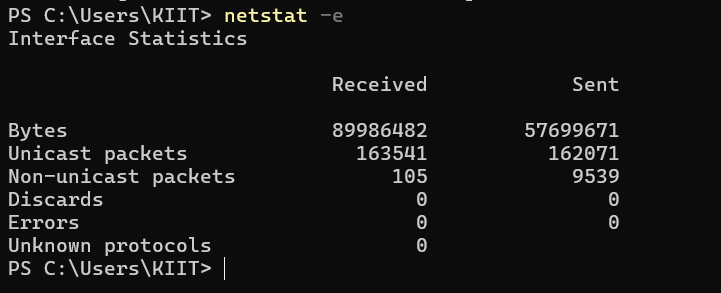 PS C:\Users\KIIT> netstat -e
Interface Statistics
Received Sent
Bytes 89986482 57699671
Unicast packets 163541 162071
Non-unicast packets 105 9539
Discards 0 0
Errors 0 0
Unknown protocols 0
PS C:\Users\KIIT>